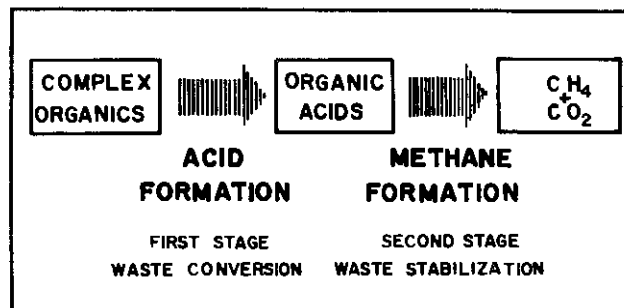 COMPLEX
ORGANICS
ORGANIC
ACIDS
CH4
+
CO2
ACID
FORMATION
METHANE
FORMATION
FIRST STAGE
WASTE CONVERSION
SECOND STAGE
WASTE STABILIZATION